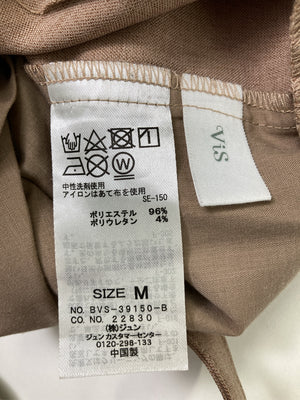 ViS
W
中性洗剤使用
アイロンはあて布を使用
SE-150
ポリエステル 96%
ポリウレタン 4%
SIZE M
NO. BVS-39150-B
CO NO. 22830
(株)ジュン
ジュンカスタマーセンター
0120-298-133
中国製